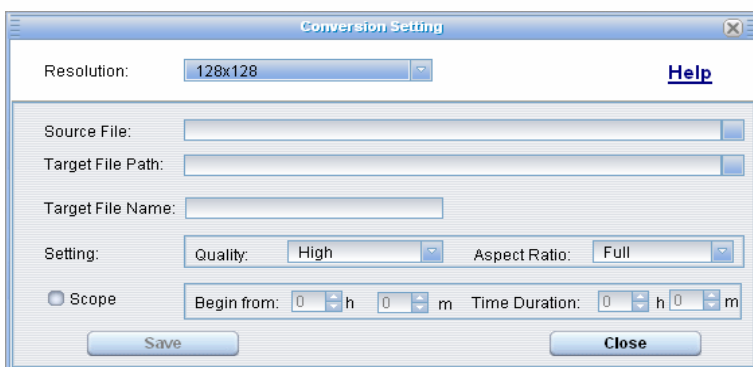 Conversion Setting
Resolution: 128x128 Help
Source File:
Target File Path:
Target File Name:
Setting: Quality: High Aspect Ratio: Full
Scope Begin from: 0 h 0 m Time Duration: 0 h 0 m
Save Close